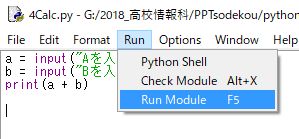 4Calc.py - G:/2018_高校情報科/PPTsodekou/python
File Edit Format Run Options Window Help
a = input("Aを入
b = input("Bを入
print(a + b)
Python Shell
Check Module Alt+X
Run Module F5